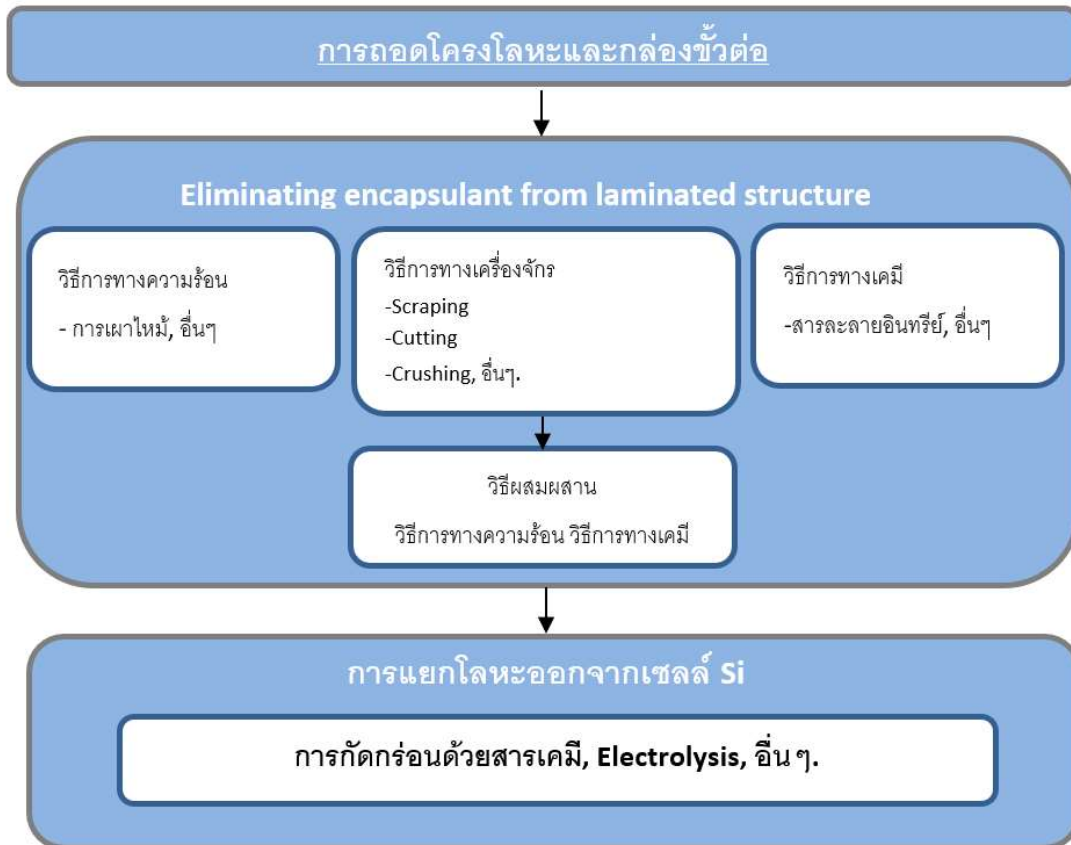 การถอดโครงโลหะและกล่องขั้วต่อ
Eliminating encapsulant from laminated structure
วิธีการทางความร้อน
- การเผาไหม้, อื่นๆ
วิธีการทางเครื่องจักร
-Scraping
-Cutting
-Crushing, อื่นๆ.
วิธีการทางเคมี
-สารละลายอินทรีย์, อื่นๆ
วิธีผสมผสาน
วิธีการทางความร้อน วิธีการทางเคมี
การแยกโลหะออกจากเซลล์ Si
การกัดกร่อนด้วยสารเคมี, Electrolysis, อื่นๆ.